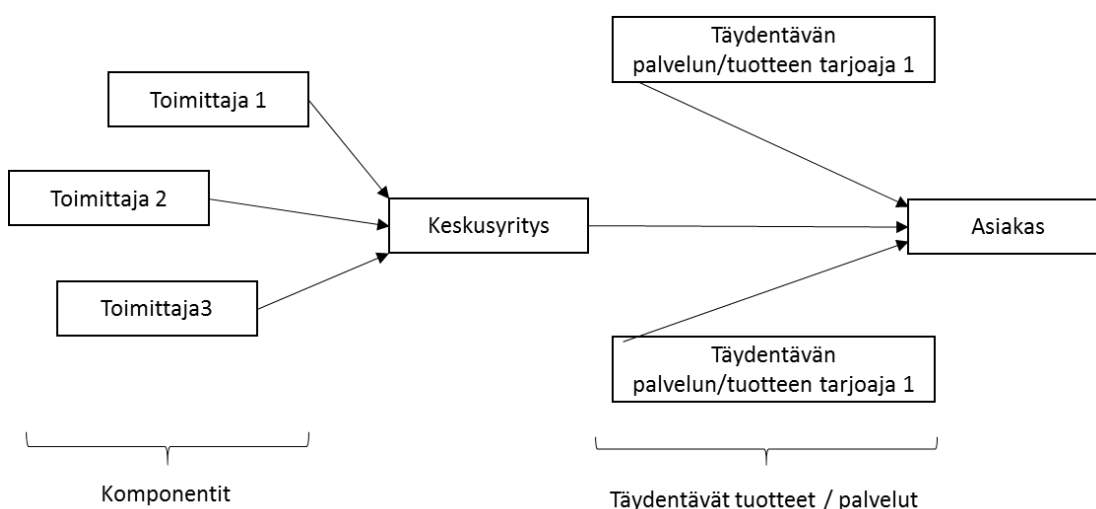 Täydentävän
palvelun/tuotteen tarjoaja 1
Toimittaja 1
Toimittaja 2
Keskusyritys
Asiakas
Toimittaja3
Täydentävän
palvelun/tuotteen tarjoaja 1
Komponentit
Täydentävät tuotteet / palvelut